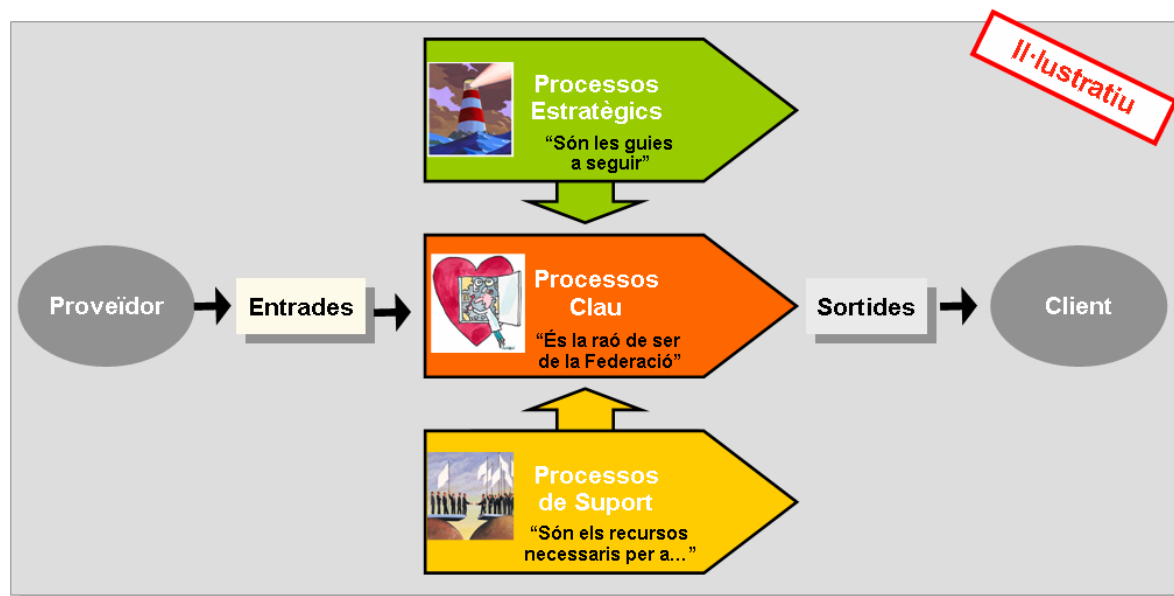 Il·lustratiu
Processos
Estratègics
“Són les guies
a seguir”
Proveïdor
Entrades
Processos
Clau
“És la raó de ser
de la Federació”
Sortides
Client
Processos
de Suport
“Són els recursos
necessaris per a...”